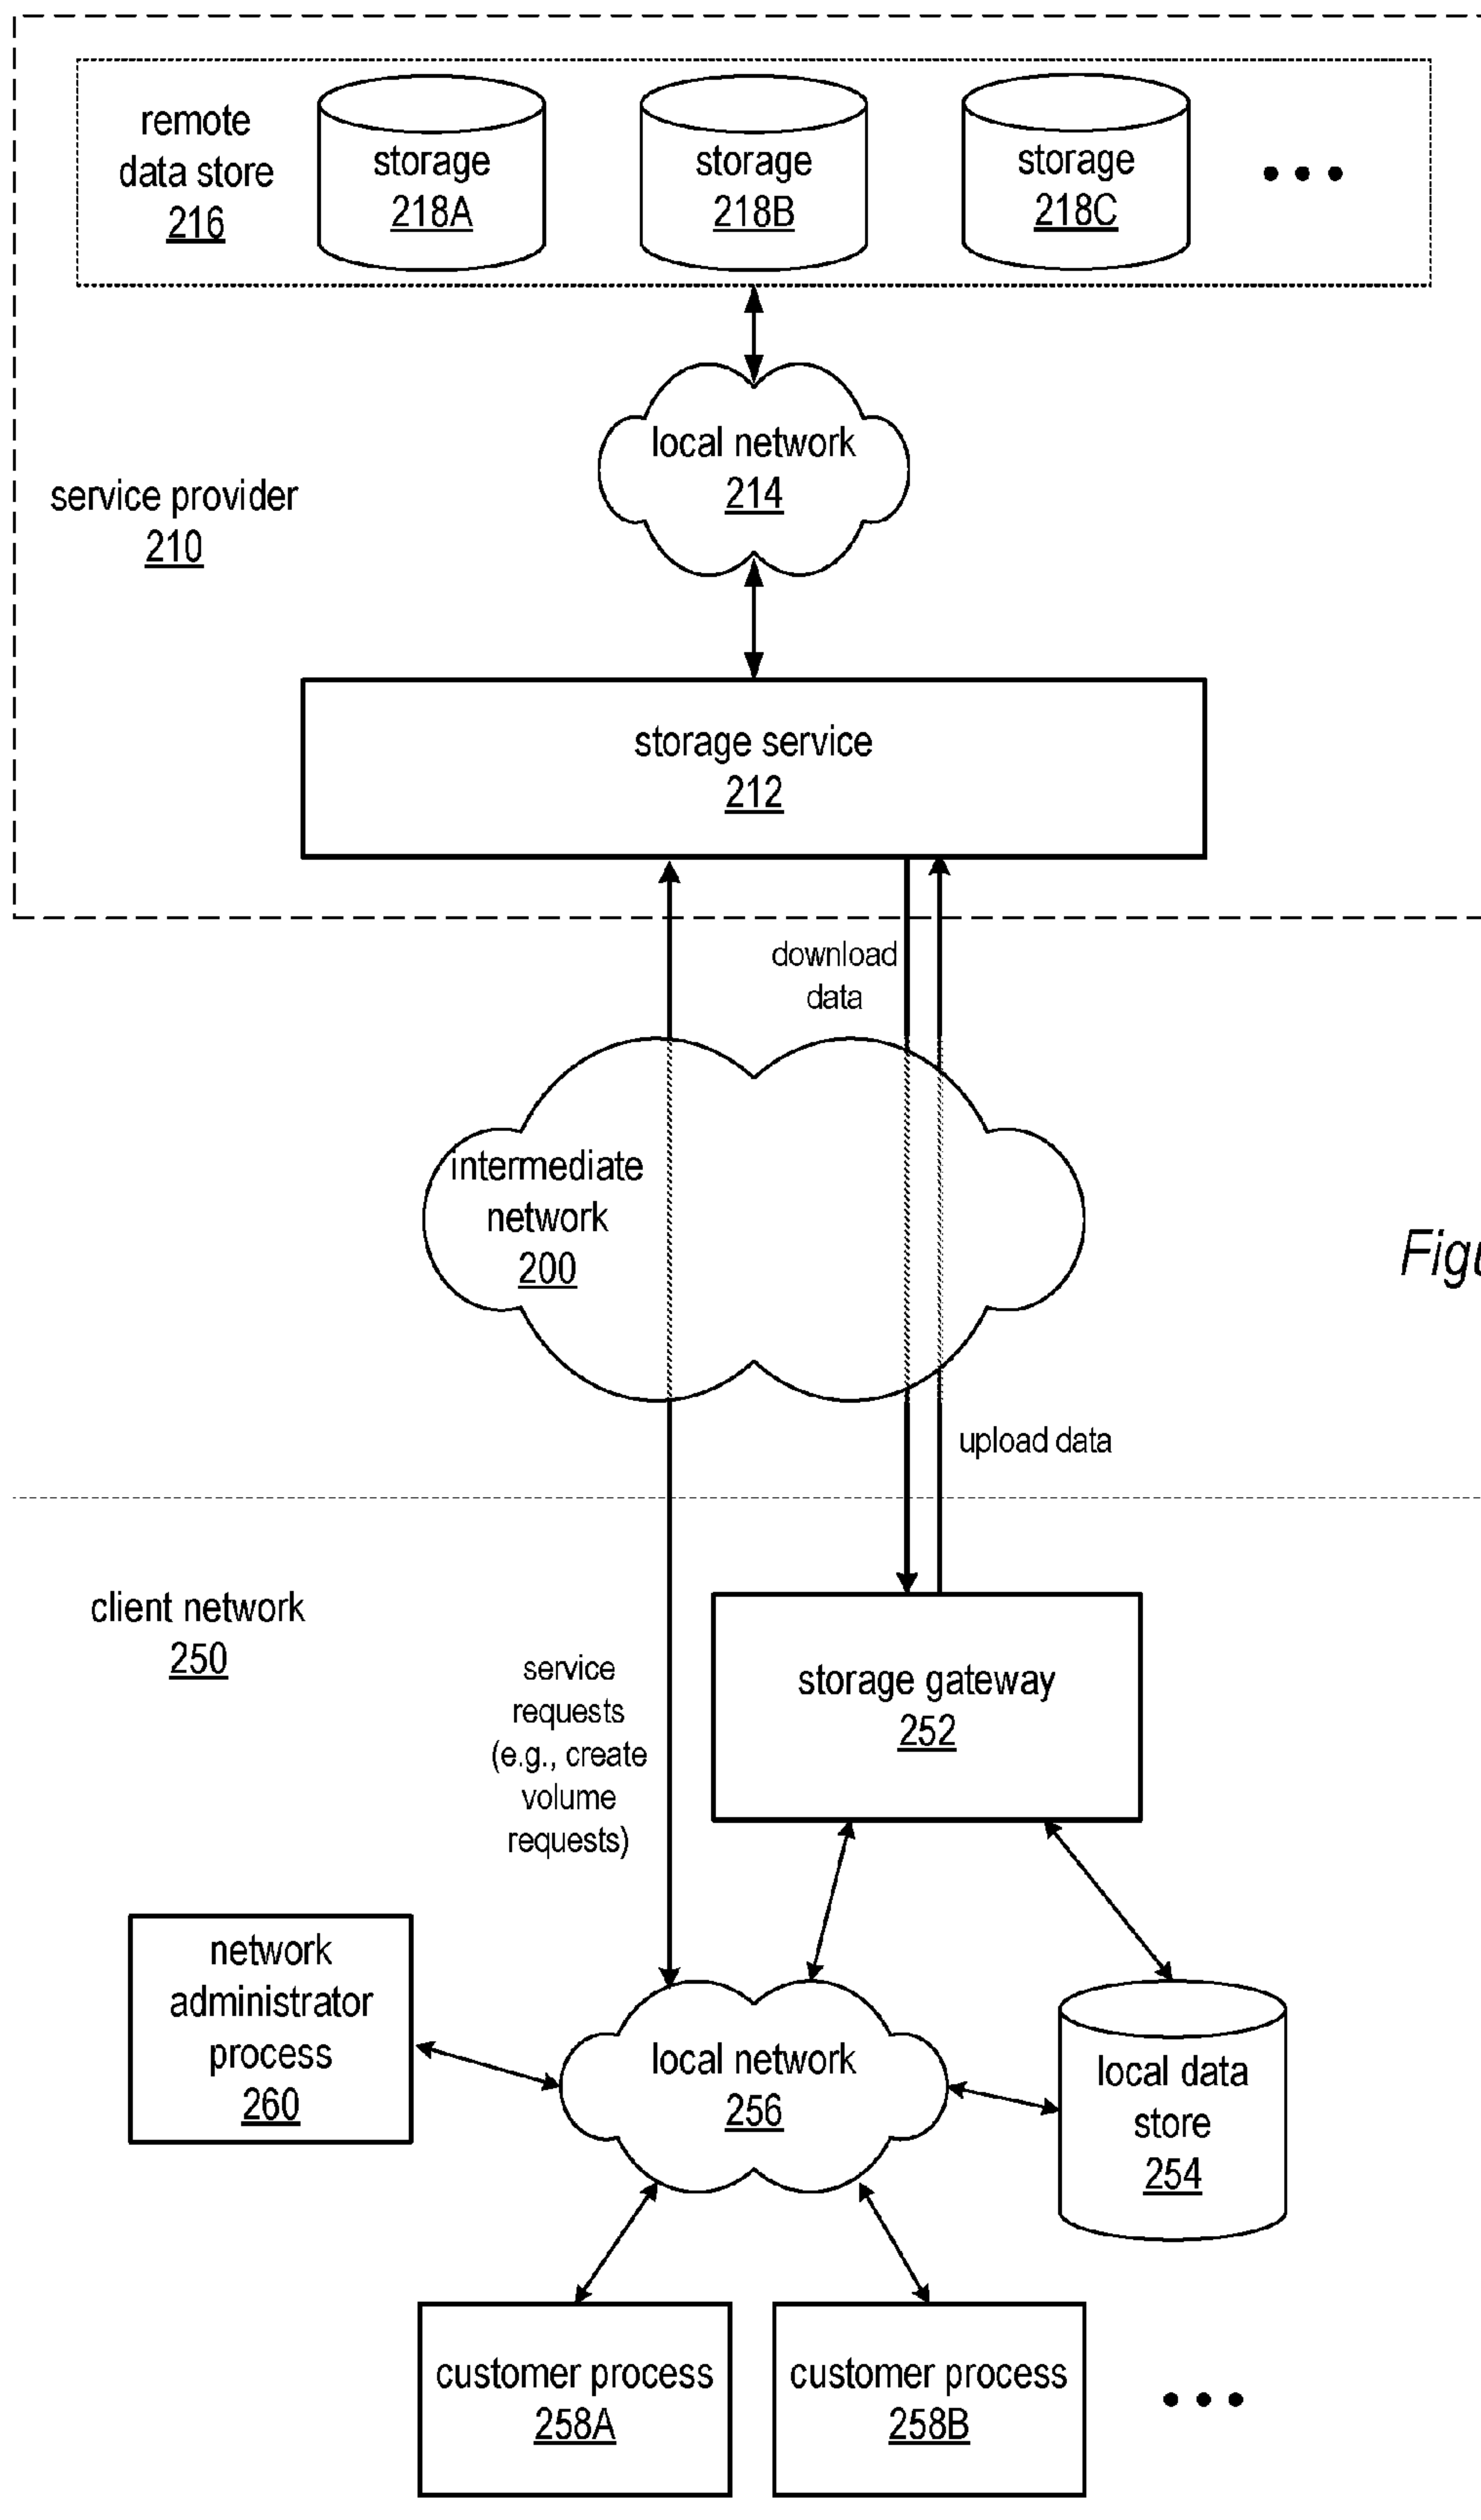 remote
data store
216
storage
218A
storage
218B
storage
218C
local network
214
service provider
210
storage service
212
download
data
intermediate
network
200
Figu
upload data
client network
250
service
requests
(e.g., create
volume
requests)
storage gateway
252
network
administrator
process
260
local network
256
local data
store
254
customer process
258A
customer process
258B